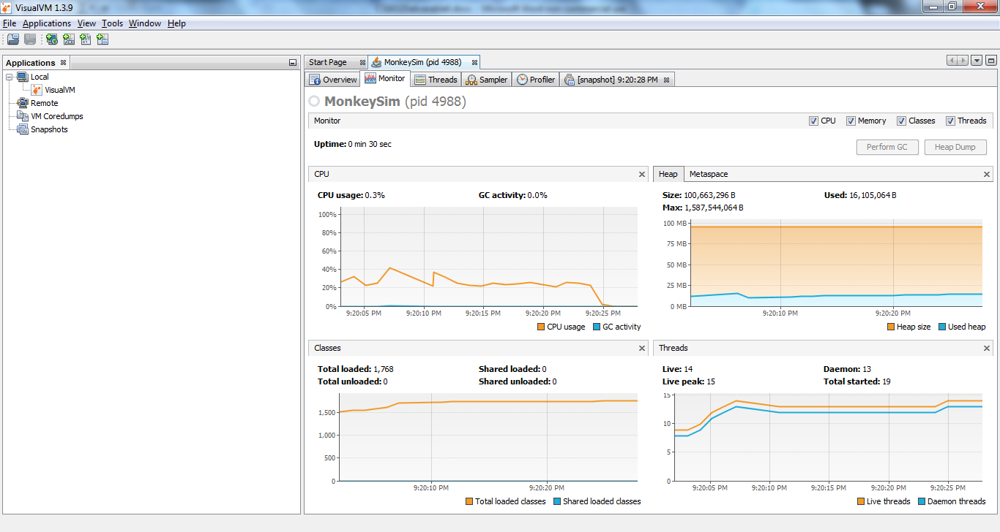 VisualVM 1.3.9
File Applications View Tools Window Help
Applications
Local
VisualVM
Remote
VM Coredumps
Snapshots
Start Page MonkeySim (pid 4988)
Overview Monitor Threads Sampler Profiler [snapshot] 9:20:28 PM
MonkeySim (pid 4988)
Monitor CPU Memory Classes Threads
Uptime: 0 min 30 sec
Perform GC Heap Dump
CPU
CPU usage: 0.3% GC activity: 0.0%
100%
80%
60%
40%
20%
0%
9:20:05 PM 9:20:10 PM 9:20:15 PM 9:20:20 PM 9:20:25 PM
CPU usage GC activity
Heap Metaspace
Size: 100,663,296 B Used: 16,105,064 B
Max: 1,587,544,064 B
100 MB
75 MB
50 MB
25 MB
0 MB
9:20:10 PM 9:20:20 PM
Heap size Used heap
Classes
Total loaded: 1,768 Shared loaded: 0
Total unloaded: 0 Shared unloaded: 0
1,500
1,000
500
0
9:20:10 PM 9:20:20 PM
Total loaded classes Shared loaded classes
Threads
Live: 14 Daemon: 13
Live peak: 15 Total started: 19
15
10
5
0
9:20:05 PM 9:20:10 PM 9:20:15 PM 9:20:20 PM 9:20:25 PM
Live threads Daemon threads